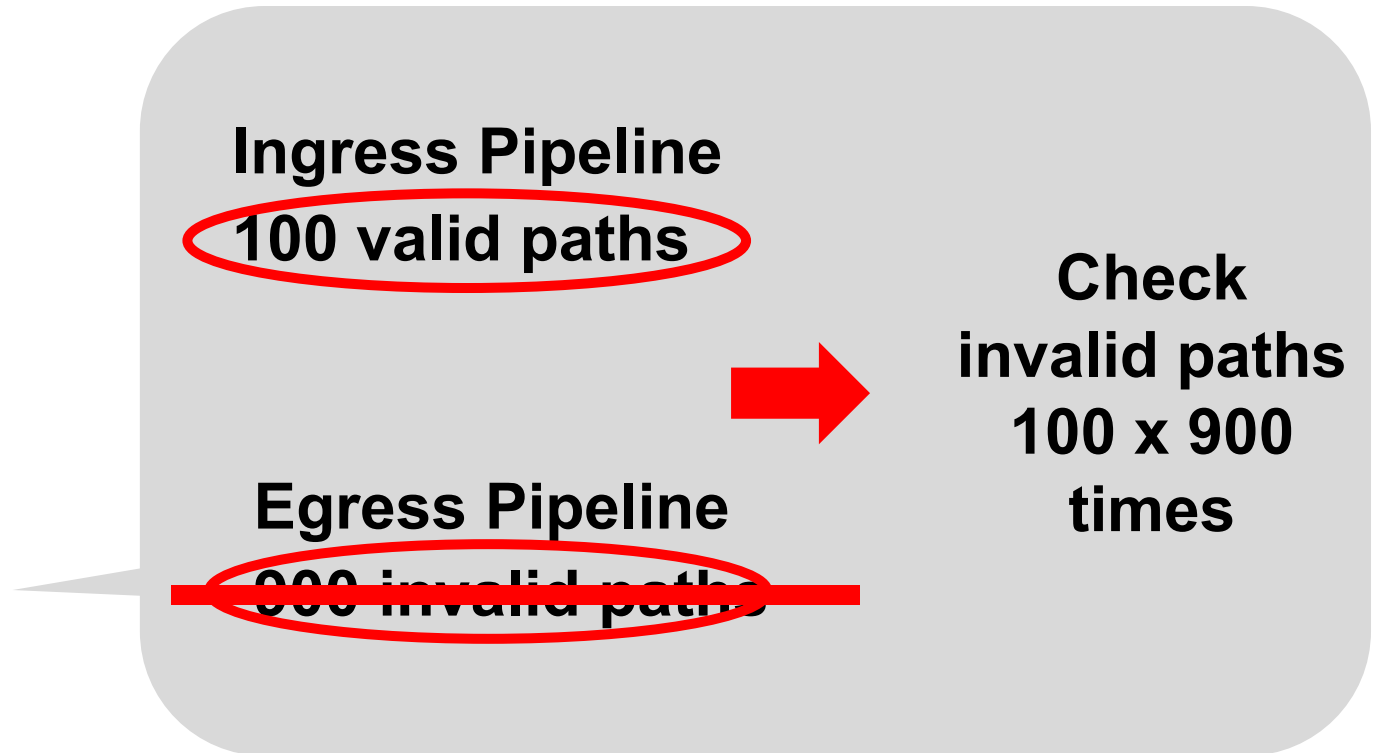 Ingress Pipeline
100 valid paths
Egress Pipeline
900 invalid paths
Check
invalid paths
100 x 900
times